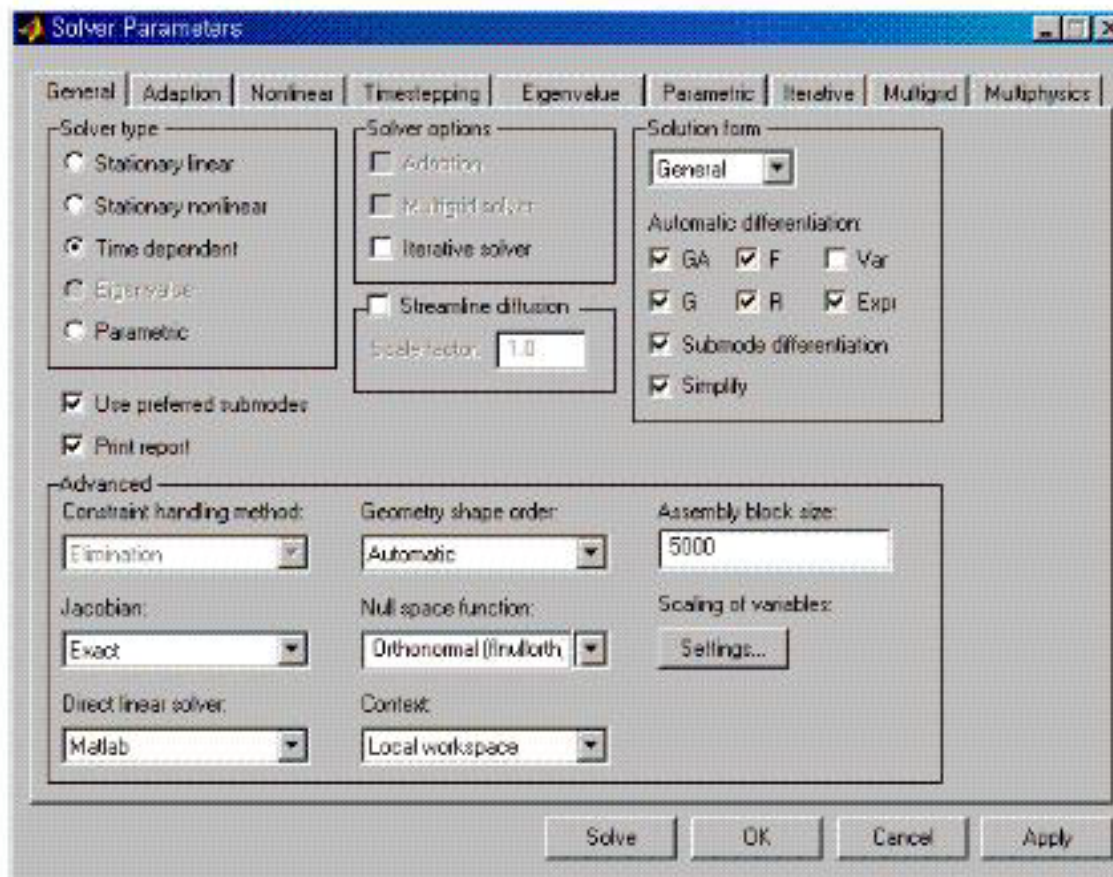 Solver Parameters
General Adaption Nonlinear Timestepping Eigenvalue Parametric Iterative Multigrid Multiphysics
Solver type
Stationary linear
Stationary nonlinear
Time dependent
Eigenvalue
Parametric
Use preferred submodes
Print report
Solver options
Adaption
Multigrid solver
Iterative solver
Streamline diffusion
Scale factor: 1.0
Solution form
General
Automatic differentiation:
GA F Var
G R Expr
Submode differentiation
Simplify
Advanced
Constraint handling method: Geometry shape order: Assembly block size:
Elimination Automatic 5000
Jacobian: Null space function: Scaling of variables:
Exact Orthonormal (flnullorth, Settings...
Direct linear solver: Context:
Matlab Local workspace
Solve OK Cancel Apply